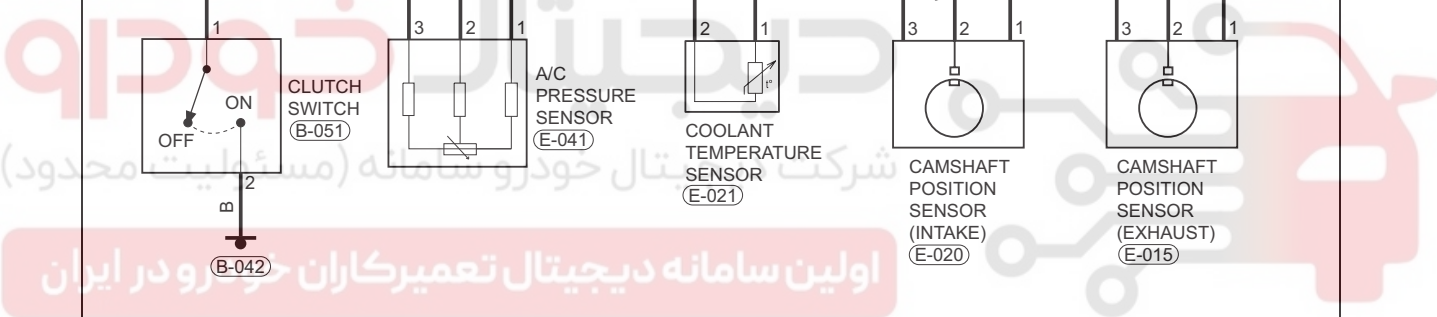 1
3
2
1
2
1
3
2
1
3
2
1
دیجیتال خودرو
ON
OFF
CLUTCH
SWITCH
B-051
2
B
B-042
A/C
PRESSURE
SENSOR
E-041
t°
COOLANT
TEMPERATURE
SENSOR
E-021
CAMSHAFT
POSITION
SENSOR
(INTAKE)
E-020
CAMSHAFT
POSITION
SENSOR
(EXHAUST)
E-015
شرکت دیجیتال خودرو سامانه (مسئولیت محدود)
اولین سامانه دیجیتال تعمیرکاران خودرو در ایران